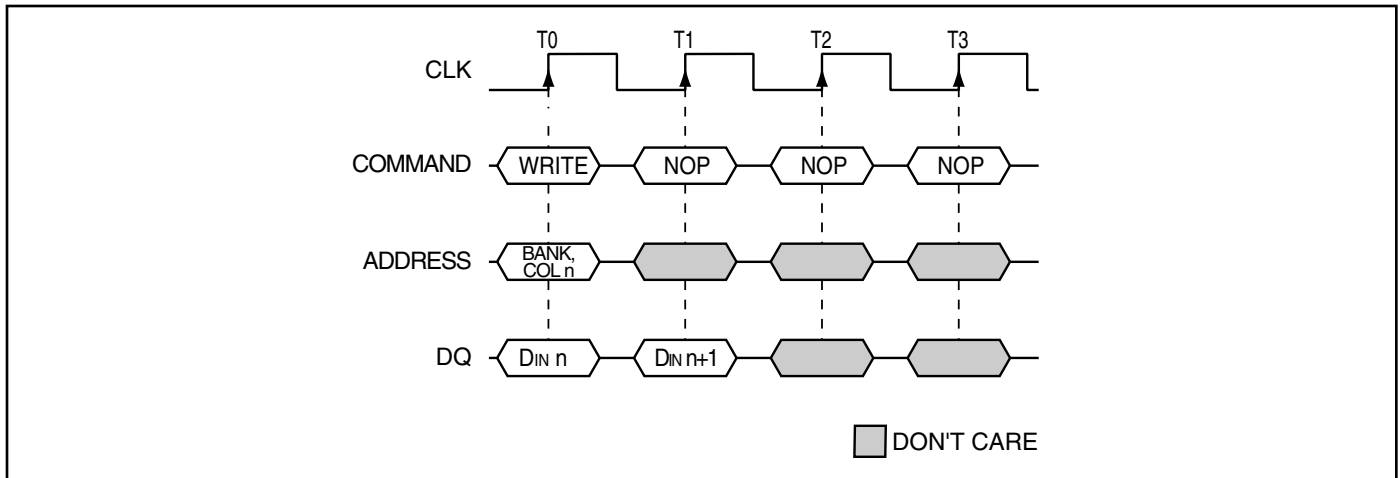 T0 T1 T2 T3
CLK
COMMAND WRITE NOP NOP NOP
ADDRESS BANK,
COL n
DQ DIN n DIN n+1
DON'T CARE